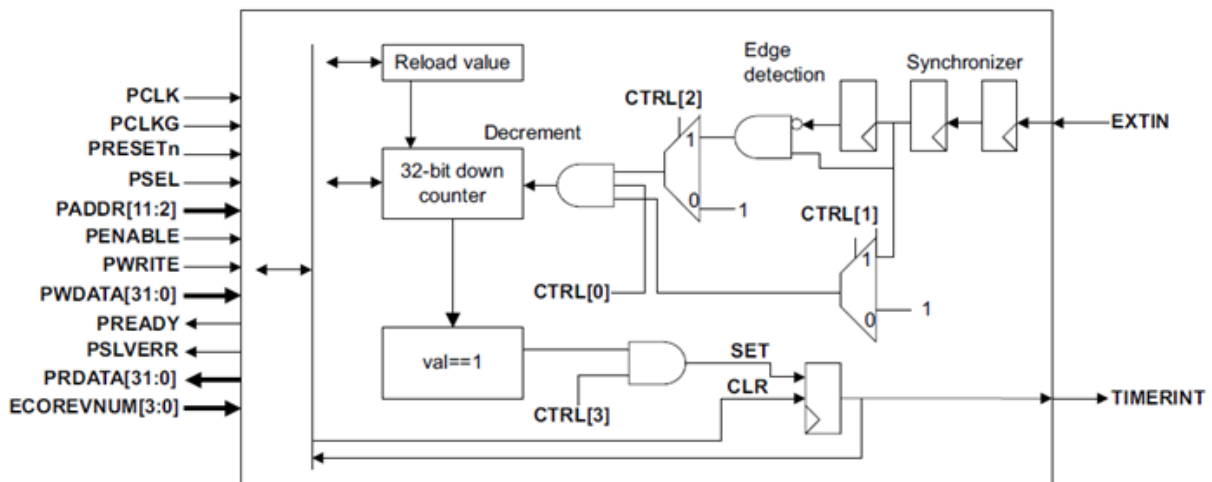 PCLK
PCLKG
PRESETn
PSEL
PADDR[11:2]
PENABLE
PWRITE
PWDATA[31:0]
PREADY
PSLVERR
PRDATA[31:0]
ECOREVNUM[3:0]
Reload value
Decrement
32-bit down
counter
val==1
CTRL[0]
CTRL[3]
CTRL[2]
1
0
1
Edge
detection
Synchronizer
EXTIN
CTRL[1]
1
0
1
SET
CLR
TIMERINT